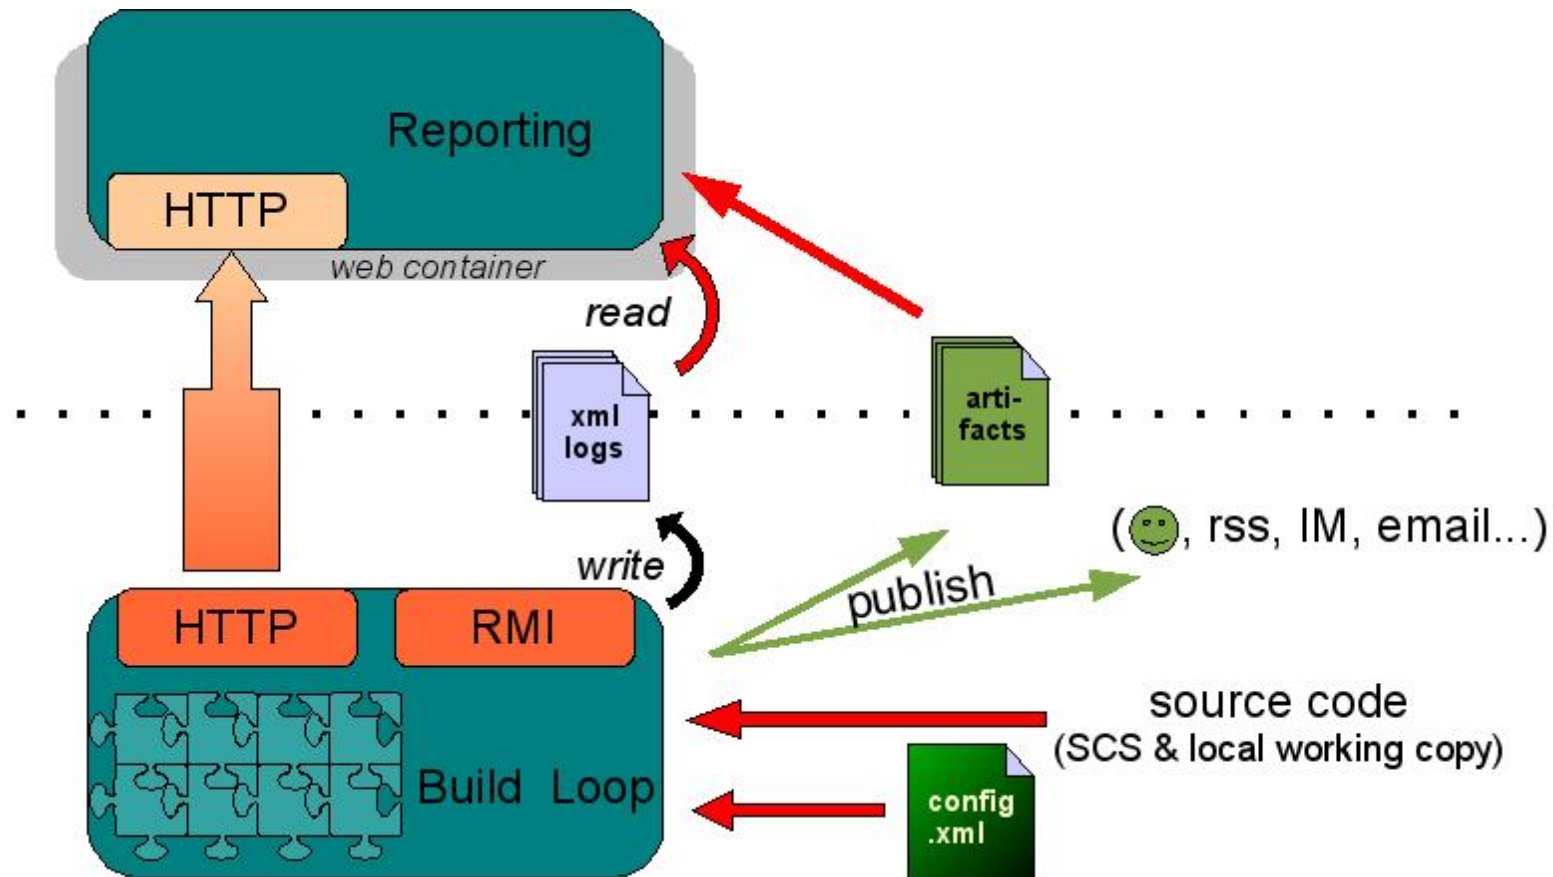 Reporting
HTTP
web container
read
xml
logs
arti-
facts
(, rss, IM, email...)
write
publish
HTTP
RMI
source code
(SCS & local working copy)
Build Loop
config
.xml